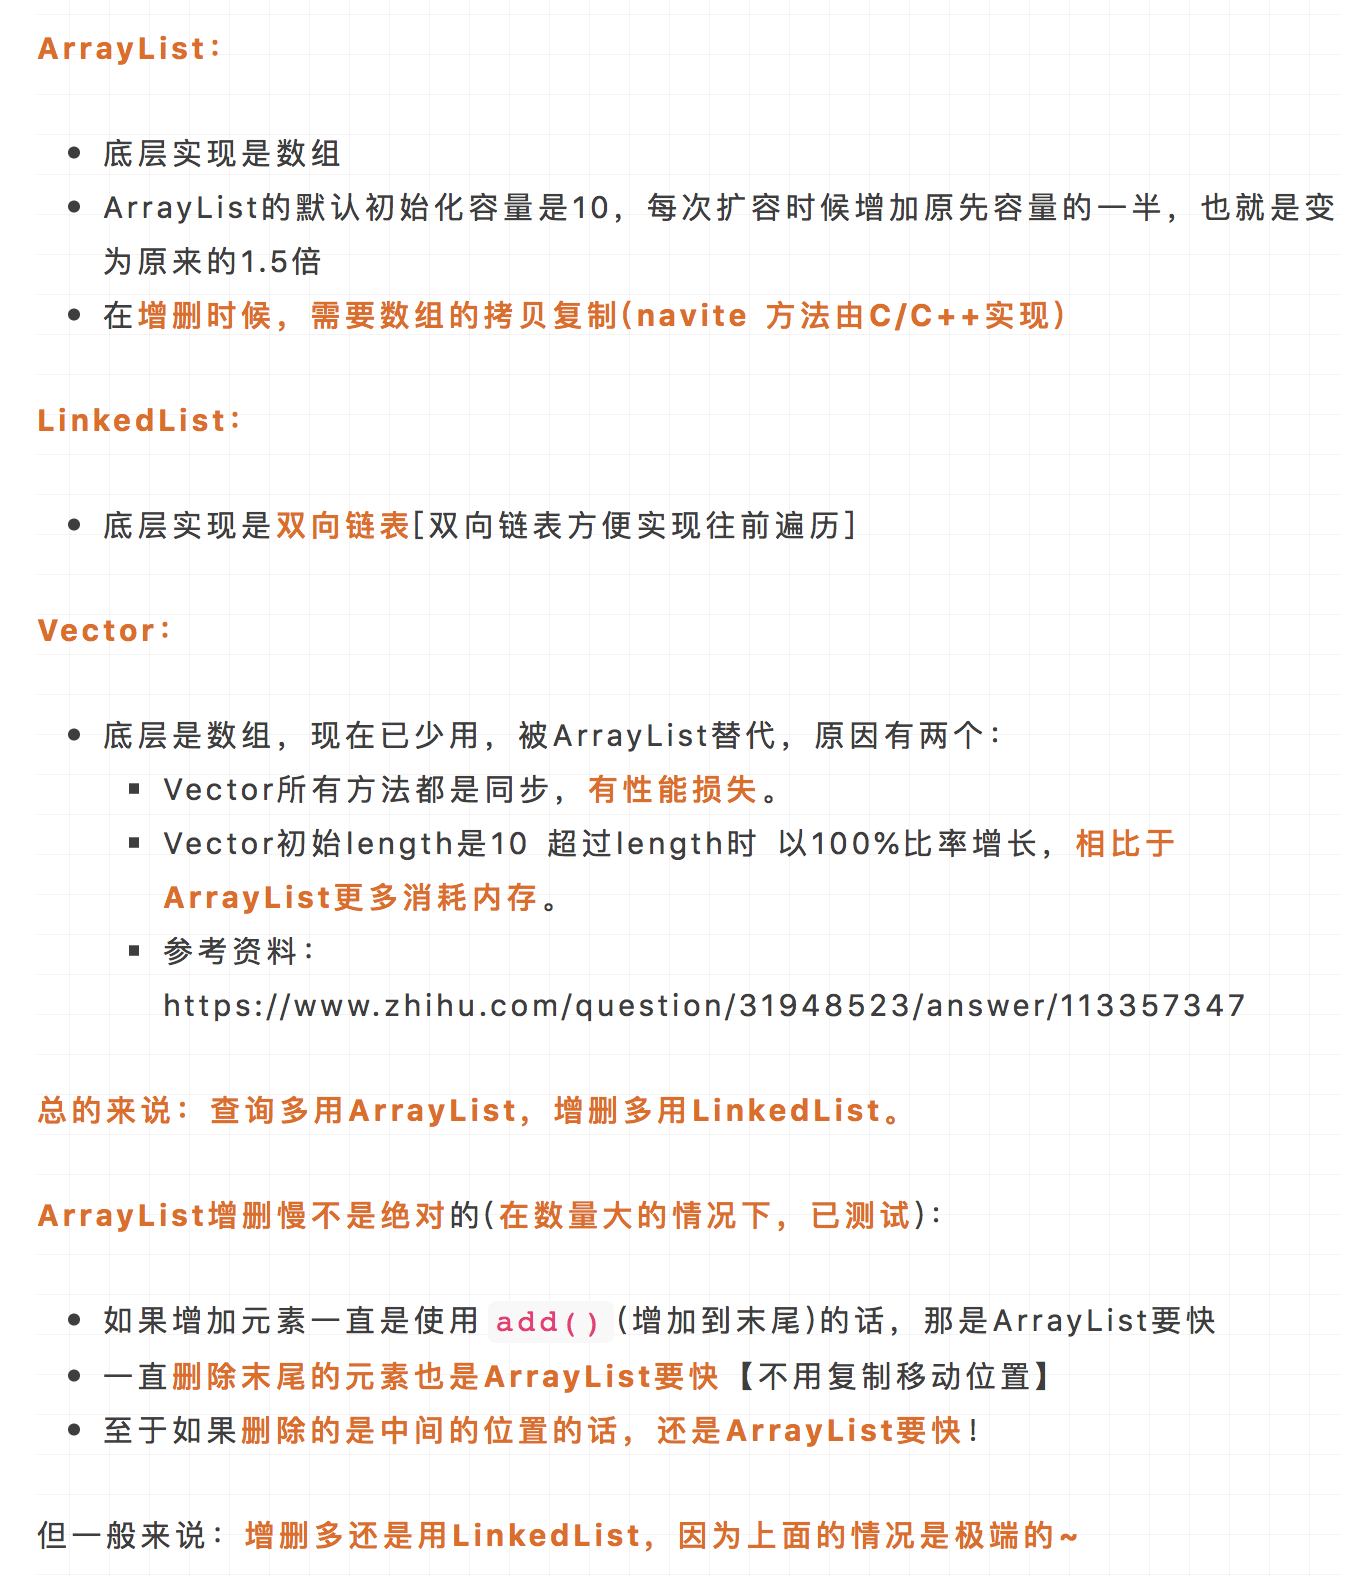 ArrayList：
底层实现是数组
ArrayList的默认初始化容量是10，每次扩容时候增加原先容量的一半，也就是变
为原来的1.5倍
在增删时候，需要数组的拷贝复制(navite 方法由C/C++实现)
LinkedList：
底层实现是双向链表[双向链表方便实现往前遍历]
Vector：
底层是数组，现在已少用，被ArrayList替代，原因有两个：
Vector所有方法都是同步，有性能损失。
Vector初始length是10 超过length时 以100%比率增长，相比于
ArrayList更多消耗内存。
参考资料：
https://www.zhihu.com/question/31948523/answer/113357347
总的来说：查询多用ArrayList，增删多用LinkedList。
ArrayList增删慢不是绝对的(在数量大的情况下，已测试)：
如果增加元素一直是使用add()(增加到末尾)的话，那是ArrayList要快
一直删除末尾的元素也是ArrayList要快【不用复制移动位置】
至于如果删除的是中间的位置的话，还是ArrayList要快！
但一般来说：增删多还是用LinkedList，因为上面的情况是极端的~